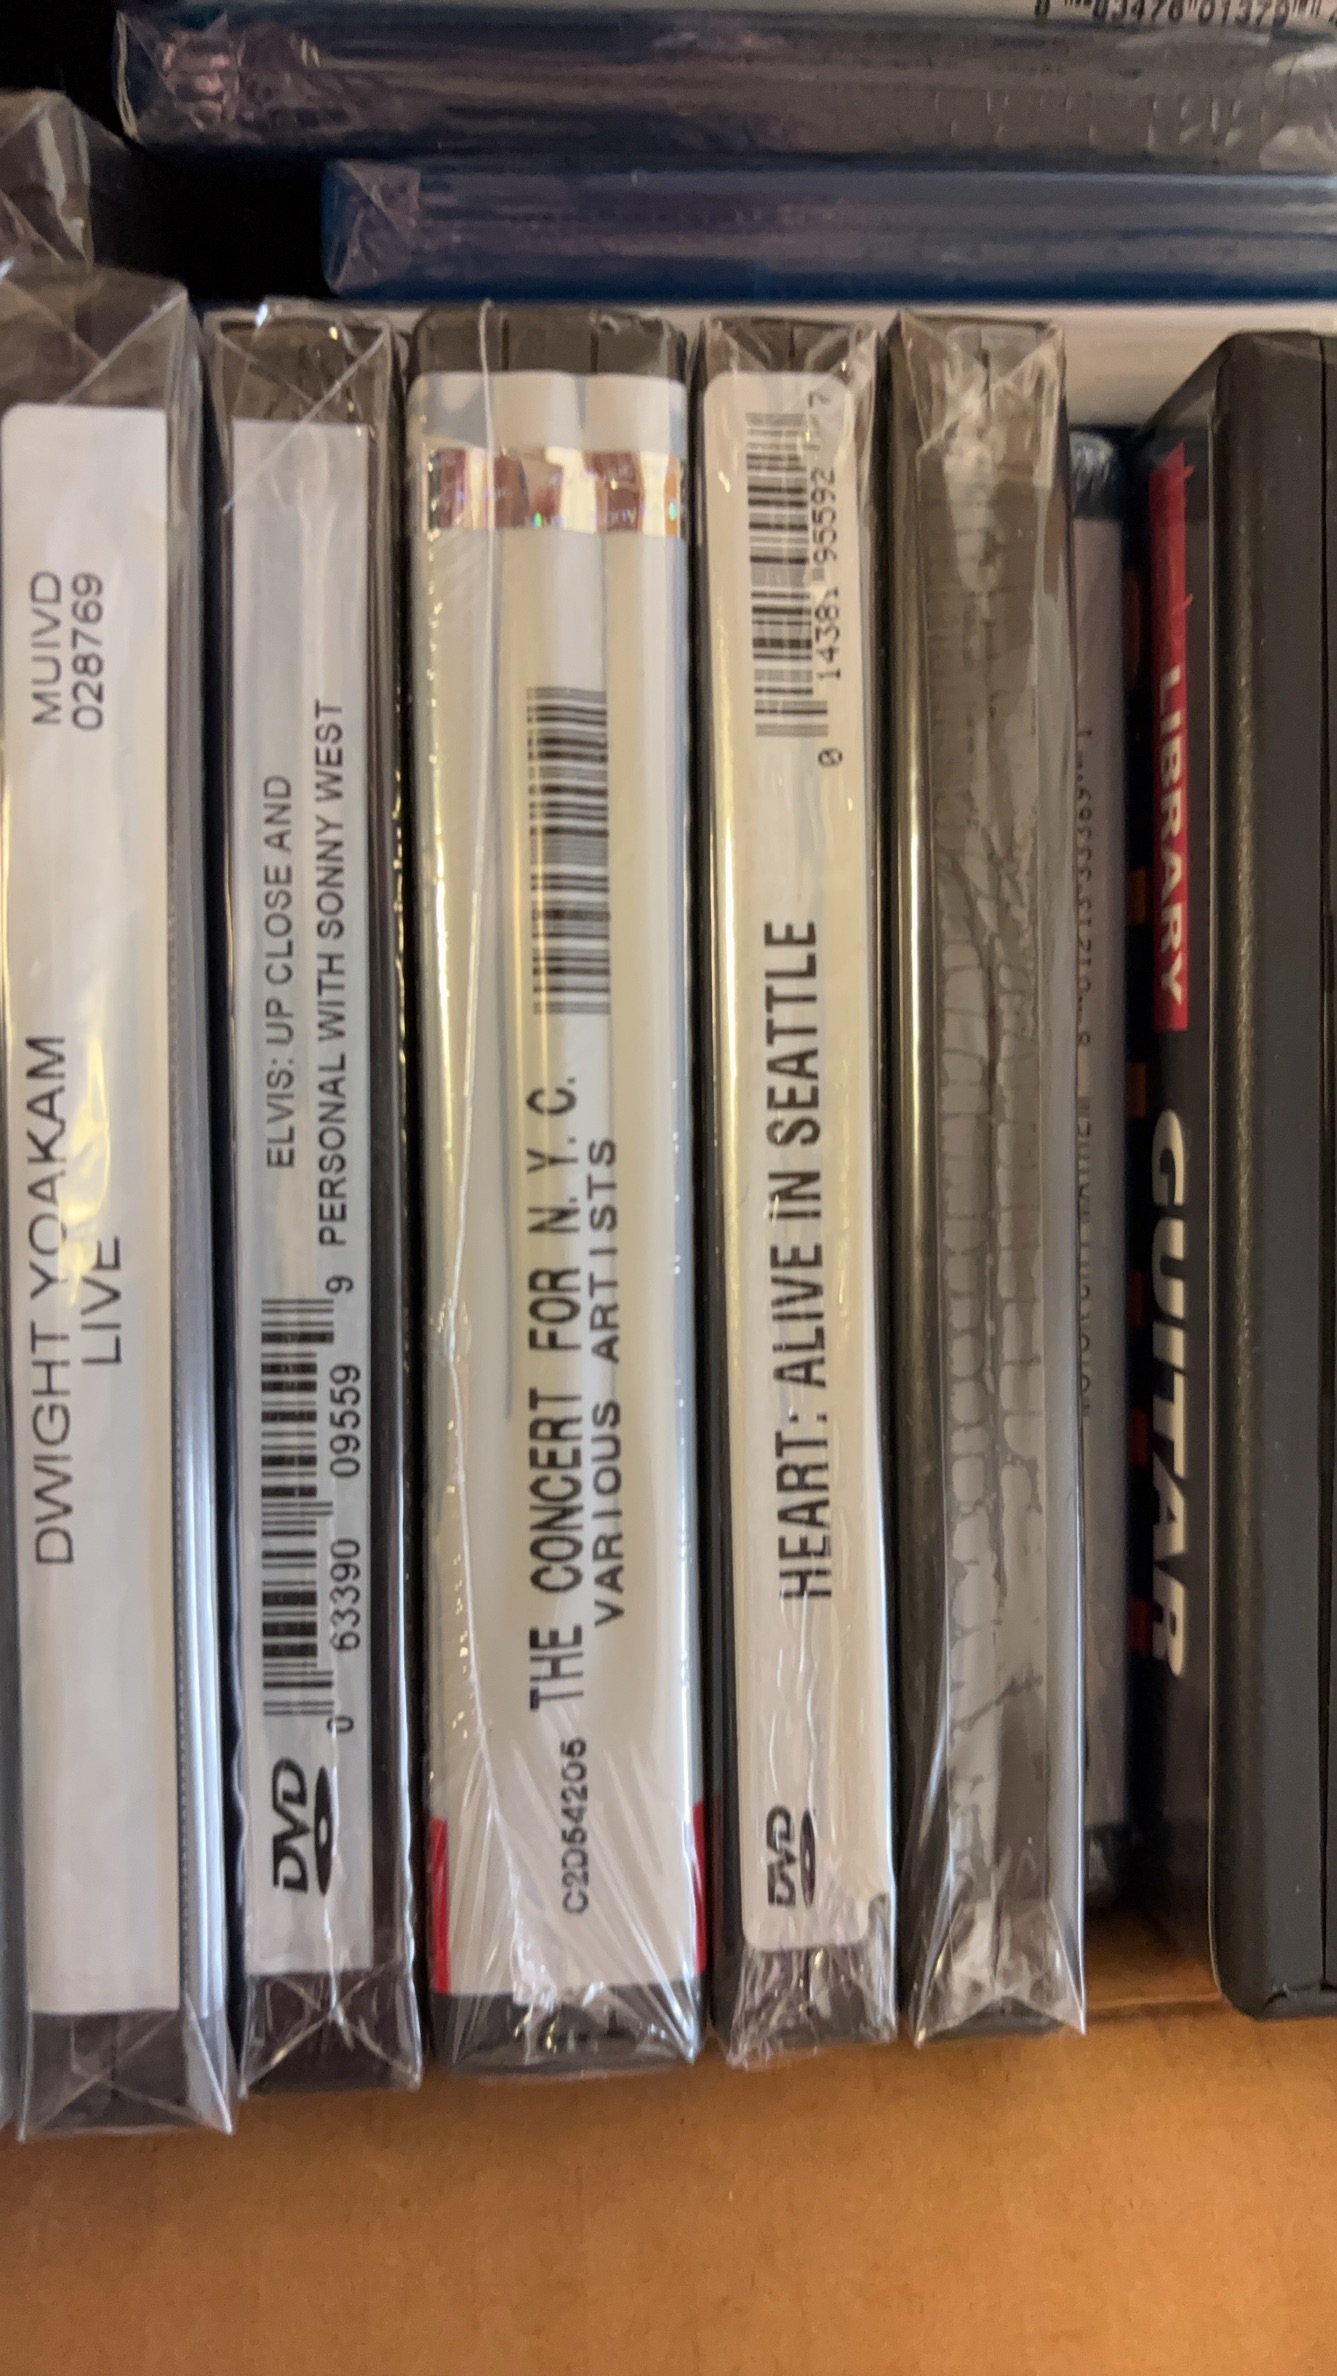 MUIVD
028769
DWIGHT YOAKAM
LIVE
ELVIS: UP CLOSE AND
PERSONAL WITH SONNY WEST
0 63390 09559 9
DVD
THE CONCERT FOR N.Y.C.
VARIOUS ARTISTS
C2D54205
HEART: ALIVE IN SEATTLE
0 14381 95592 7
DVD
LIBRARY
GUITAR